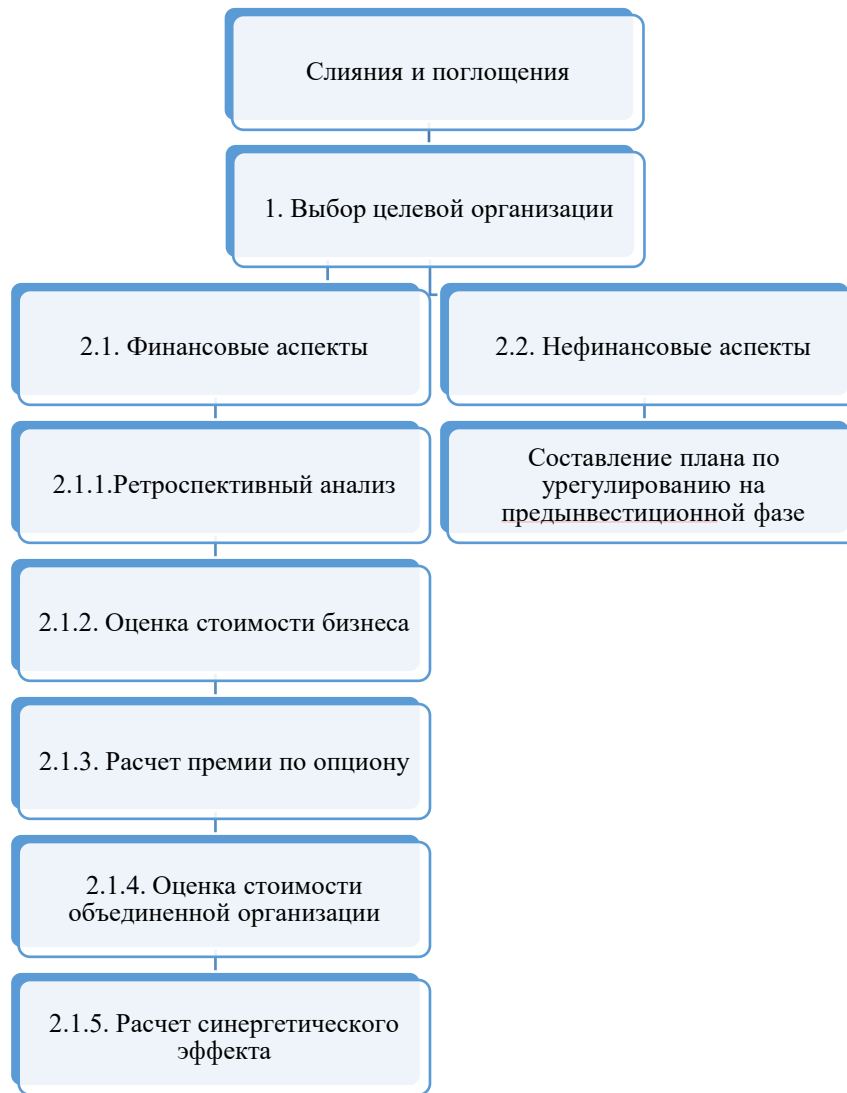 Слияния и поглощения
1. Выбор целевой организации
2.1. Финансовые аспекты
2.2. Нефинансовые аспекты
2.1.1.Ретроспективный анализ
Составление плана по
урегулированию на
предынвестиционной фазе
2.1.2. Оценка стоимости бизнеса
2.1.3. Расчет премии по опциону
2.1.4. Оценка стоимости
объединенной организации
2.1.5. Расчет синергетического
эффекта